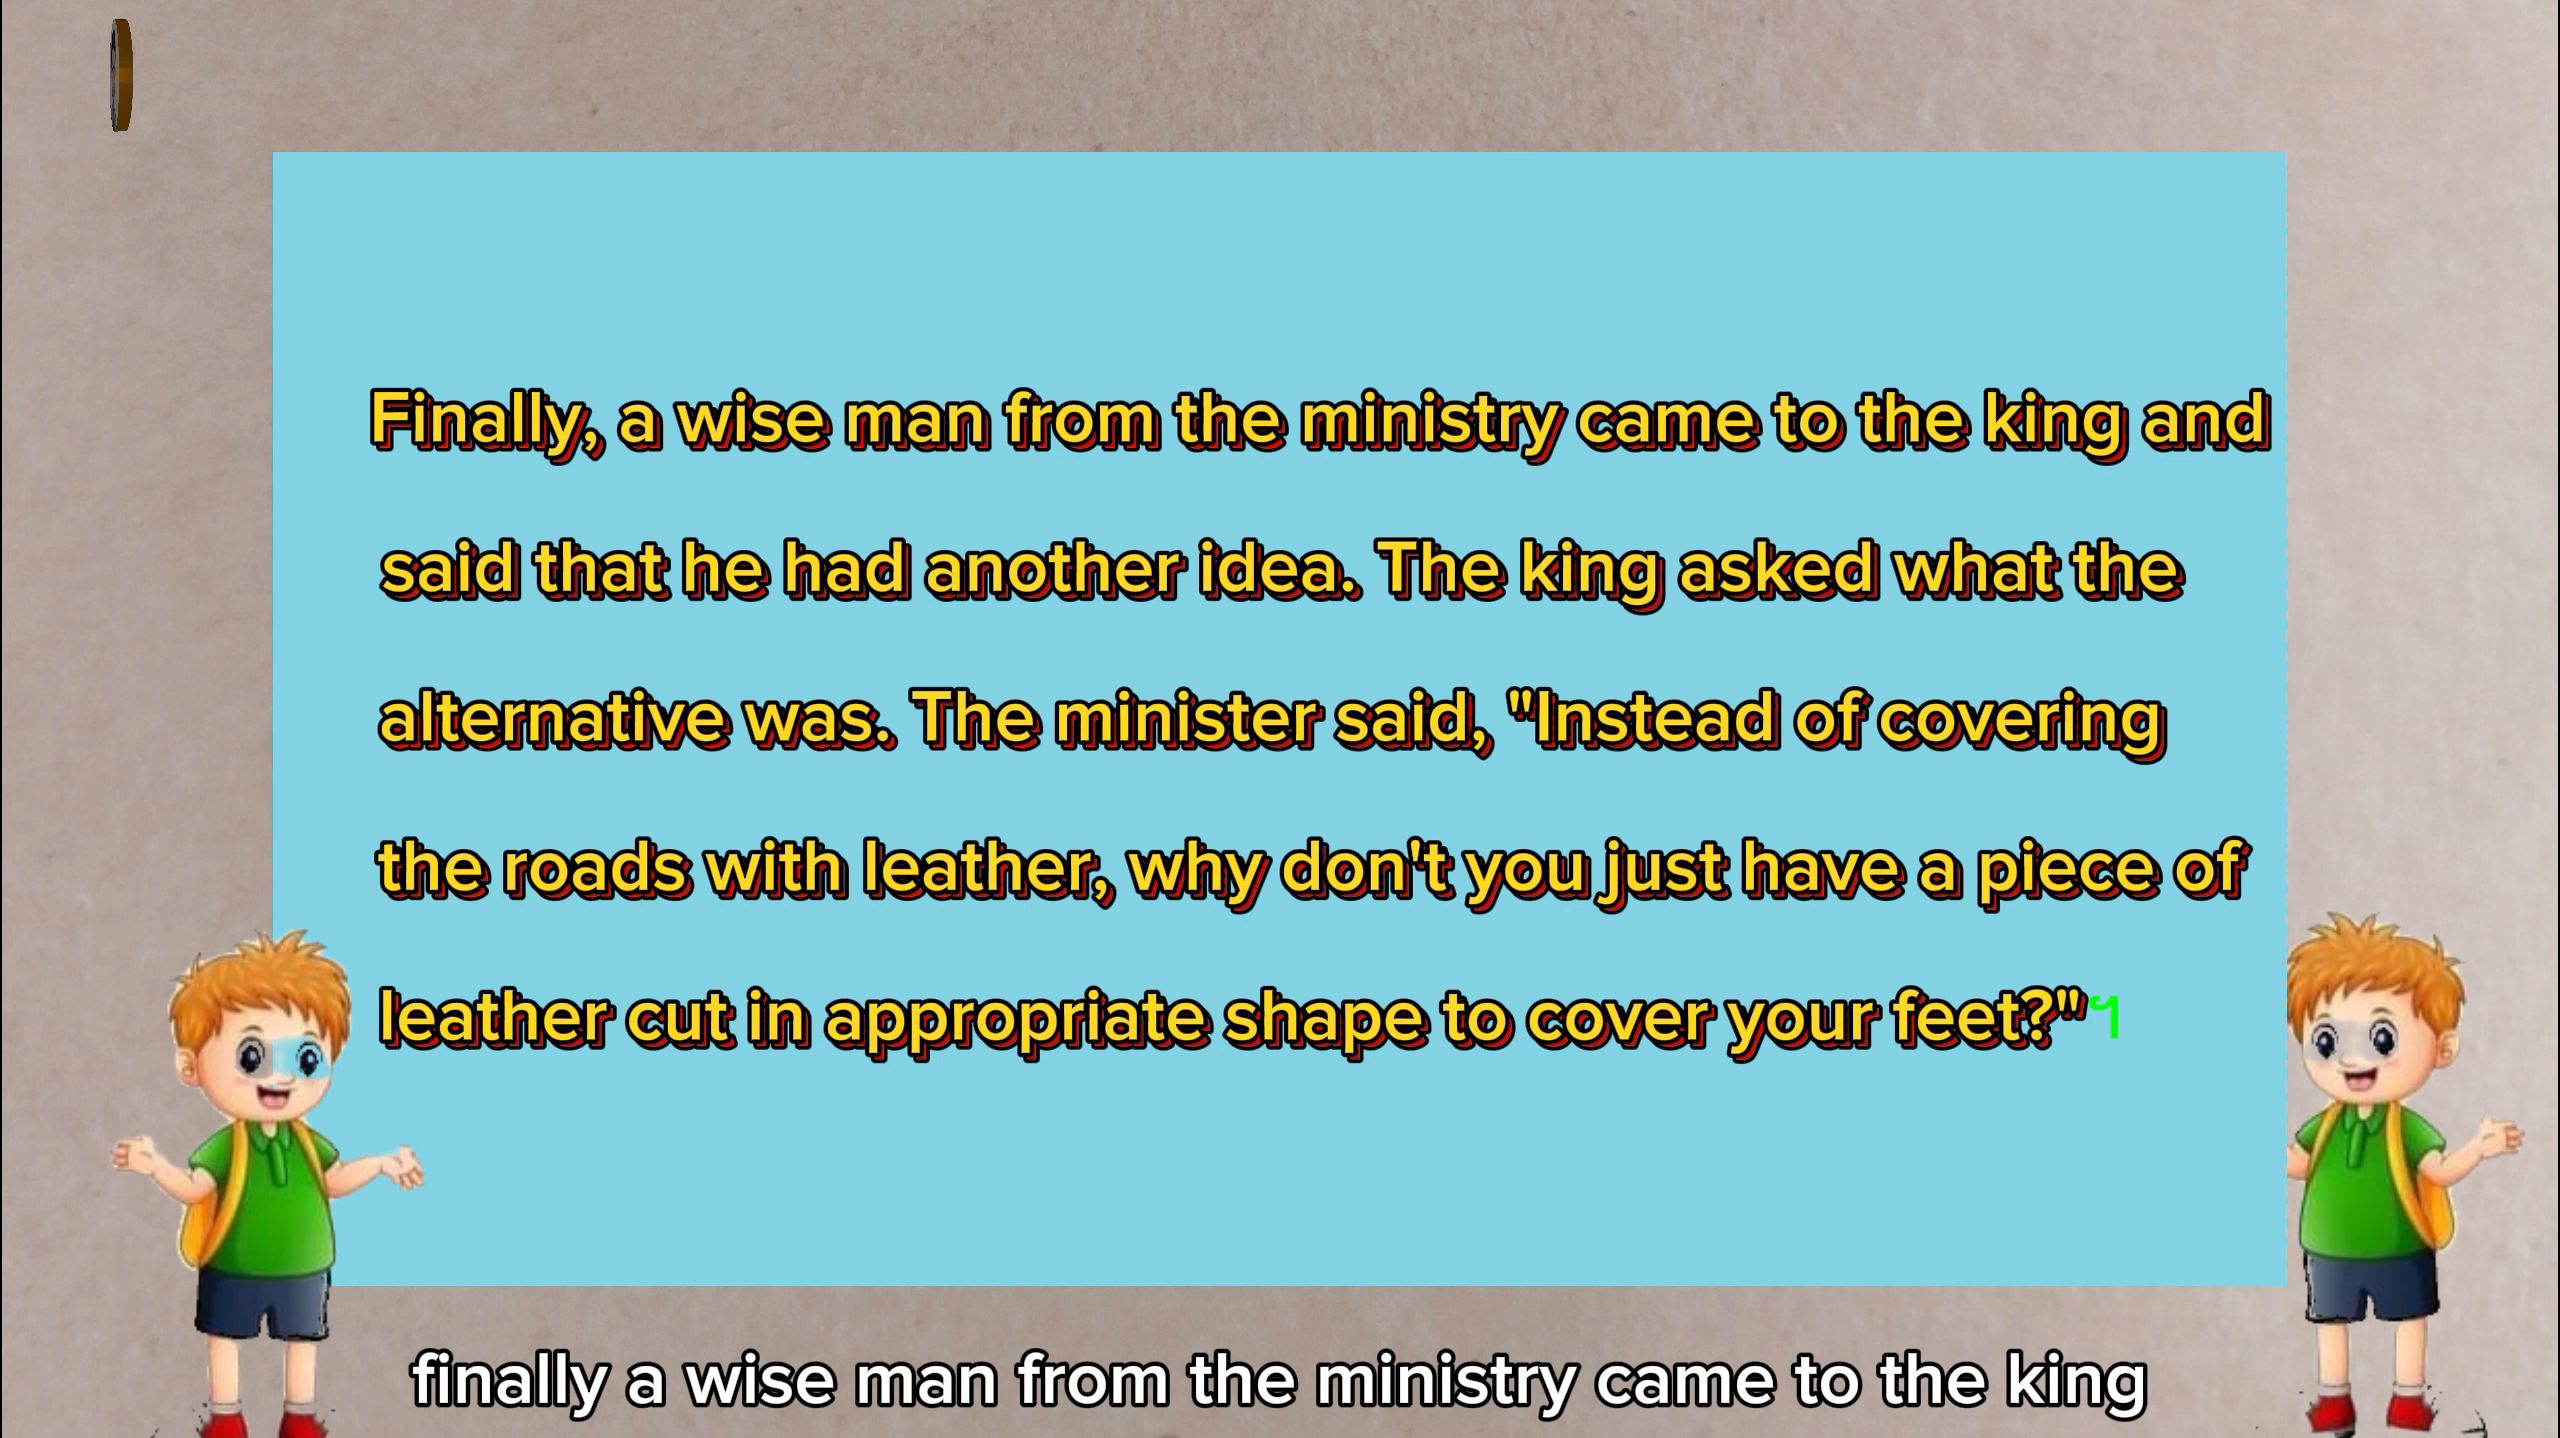 Finally, a wise man from the ministry came to the king and
said that he had another idea. The king asked what the
alternative was. The minister said, "Instead of covering
the roads with leather, why don't you just have a piece of
leather cut in appropriate shape to cover your feet?"
finally a wise man from the ministry came to the king